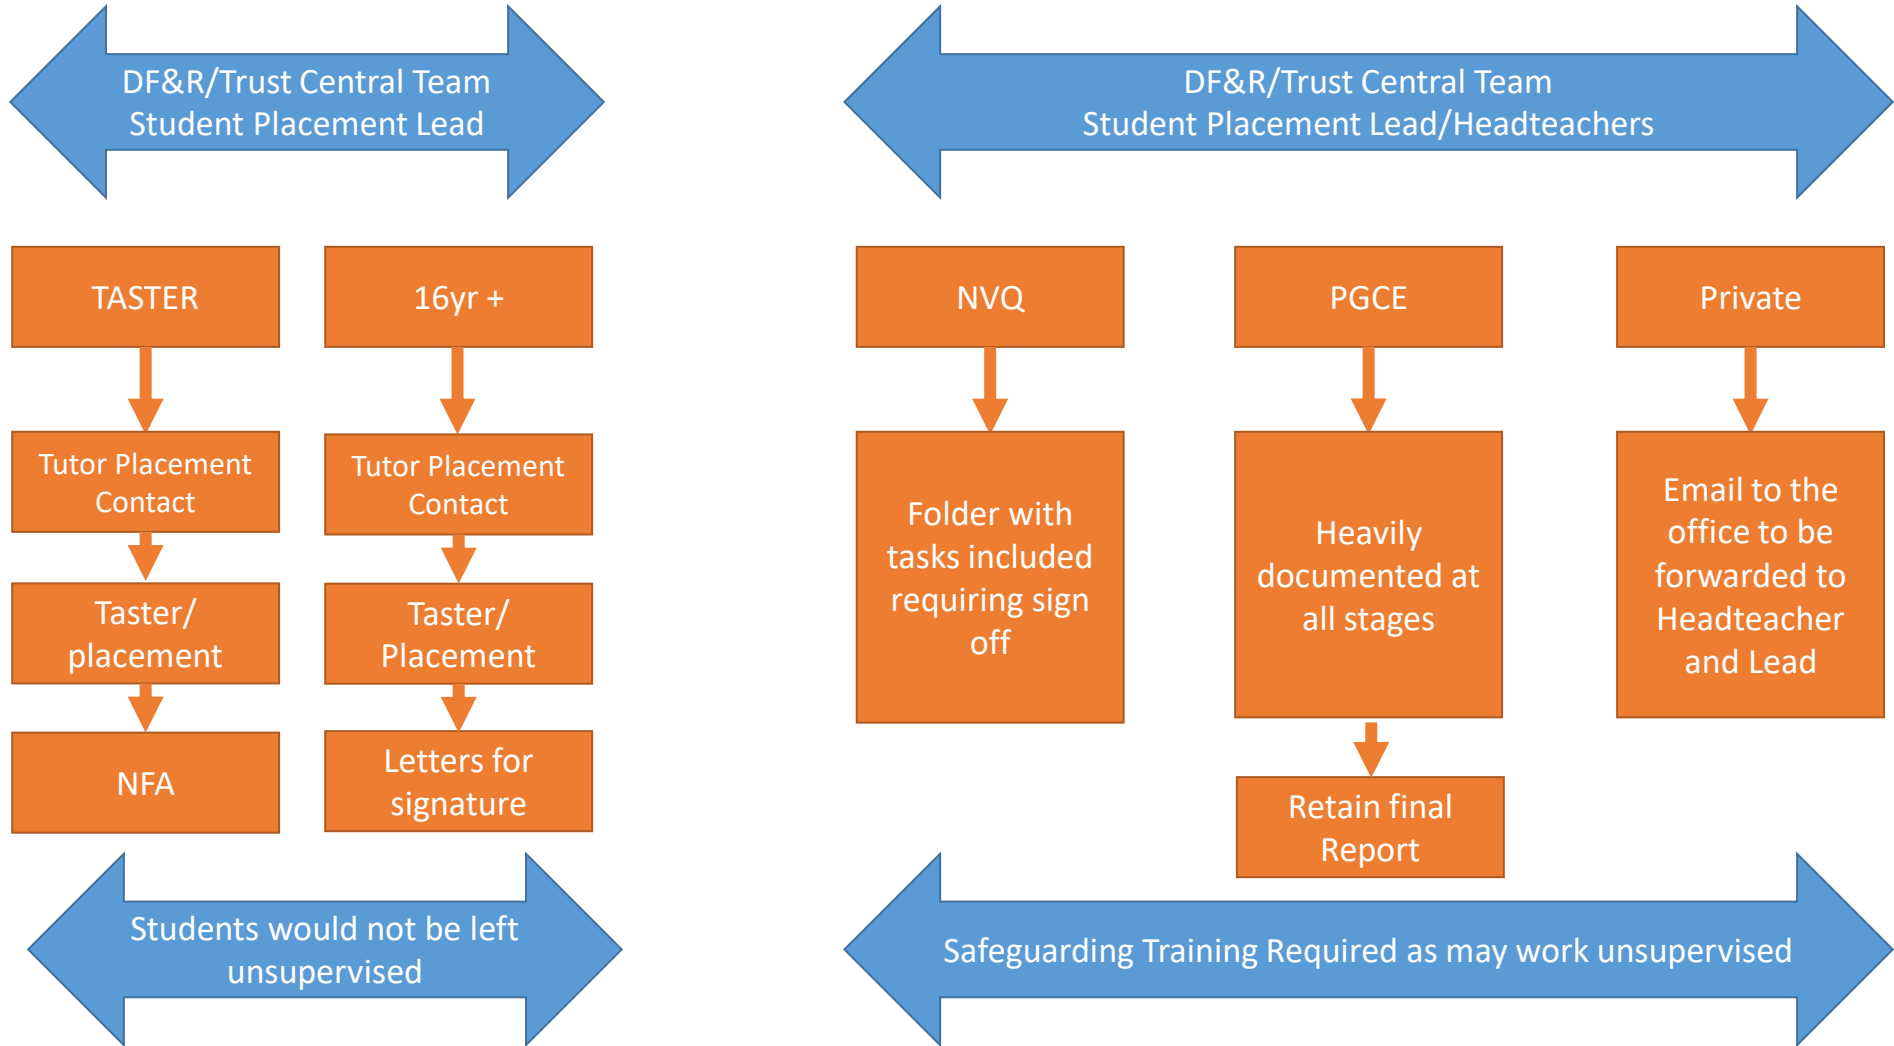 DF&R/Trust Central Team
Student Placement Lead
DF&R/Trust Central Team
Student Placement Lead/Headteachers
TASTER
16yr +
NVQ
PGCE
Private
Tutor Placement
Contact
Tutor Placement
Contact
Folder with
tasks included
requiring sign
off
Heavily
documented at
all stages
Email to the
office to be
forwarded to
Headteacher
and Lead
Taster/
placement
Taster/
Placement
NFA
Letters for
signature
Retain final
Report
Students would not be left
unsupervised
Safeguarding Training Required as may work unsupervised